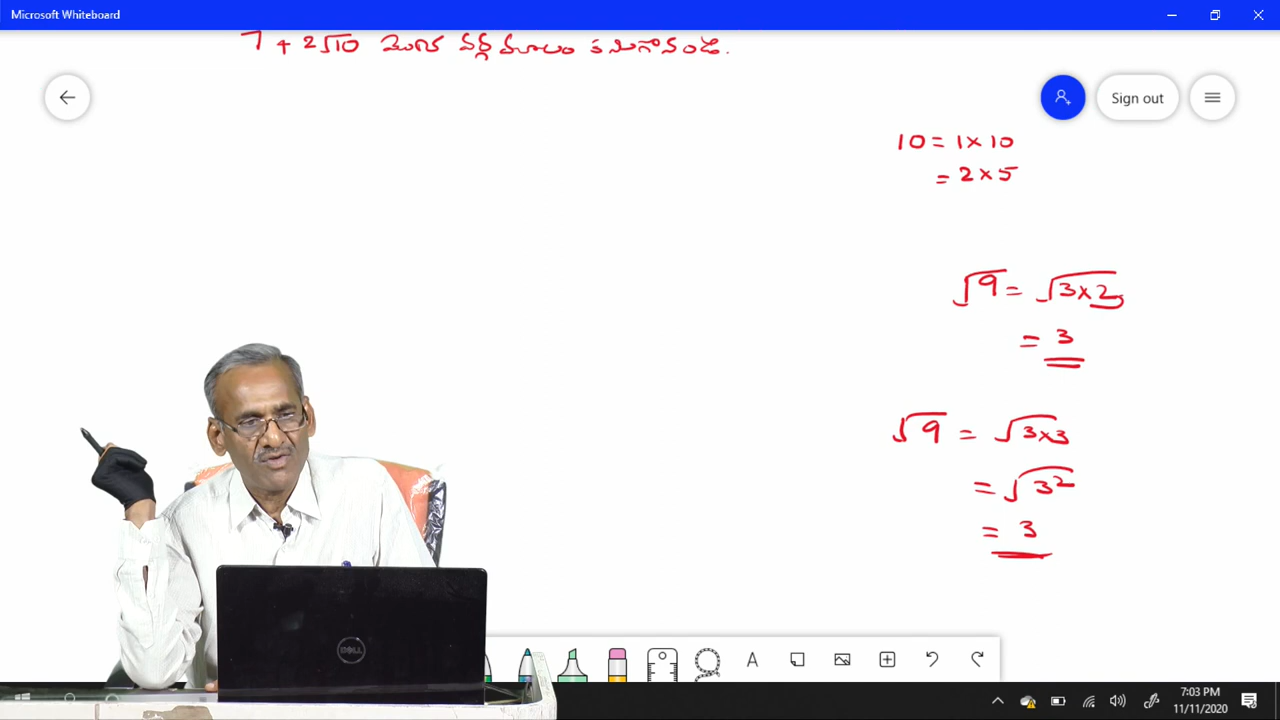 Microsoft Whiteboard
7 + 2√10 యొక్క వర్గమూలం కనుగొనండి.
Sign out
10 = 1 × 10
= 2 × 5
√9 = √3×2
= 3
√9 = √3×3
= √3²
= 3
DELL
A
7:03 PM
11/11/2020